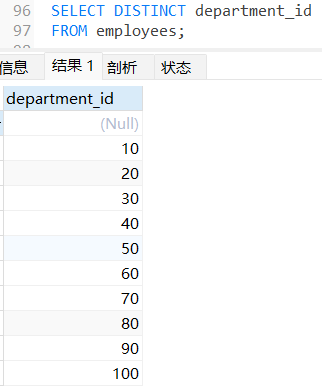 96 SELECT DISTINCT department_id
97 FROM employees;
信息 结果 1 剖析 状态
department_id
(Null)
10
20
30
40
50
60
70
80
90
100